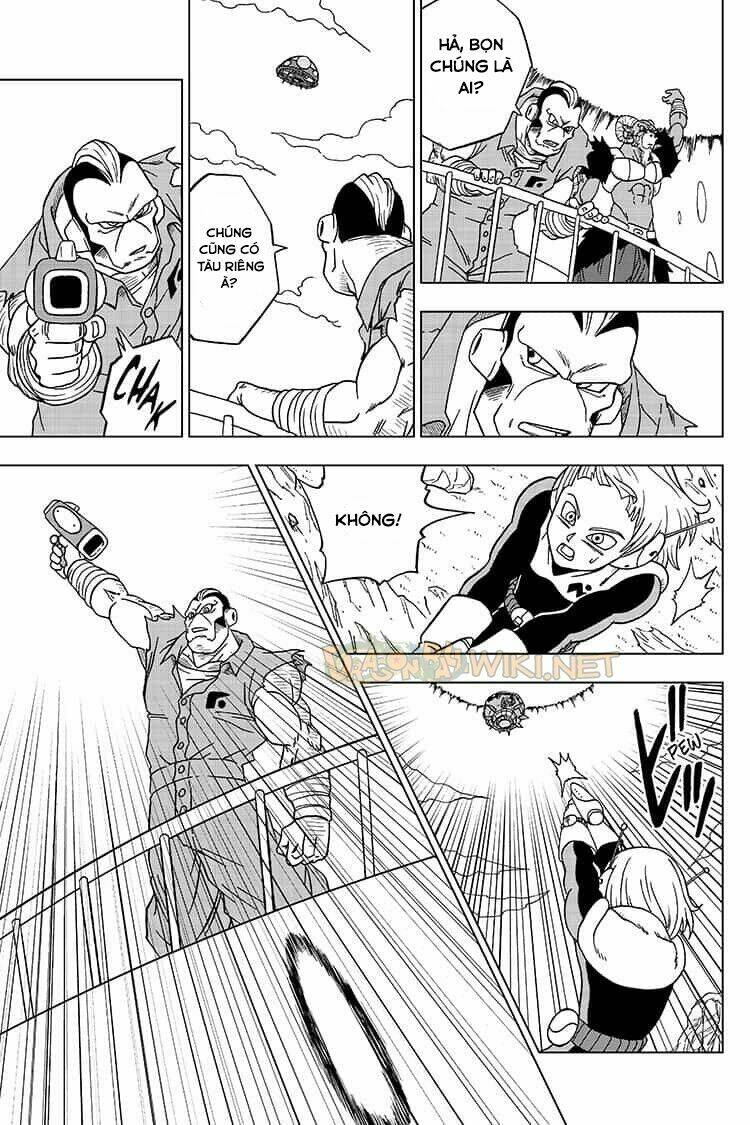 HẢ, BỌN
CHÚNG LÀ
AI?
CHÚNG
CŨNG CÓ
TÀU RIÊNG
À?
CHAK
KHÔNG!
DRAGONBALLWIKI.NET
PEW